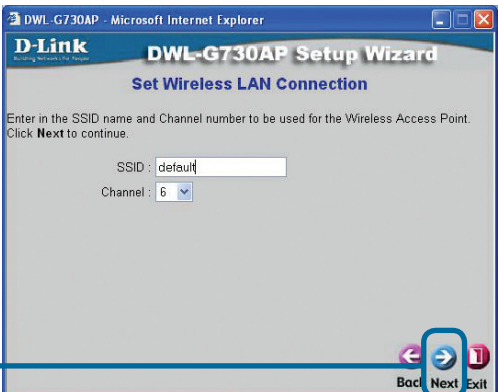 DWL-G730AP - Microsoft Internet Explorer
D-Link
Building Networks for People
DWL-G730AP Setup Wizard
Set Wireless LAN Connection
Enter in the SSID name and Channel number to be used for the Wireless Access Point.
Click Next to continue.
SSID : default
Channel : 6
Back Next Exit